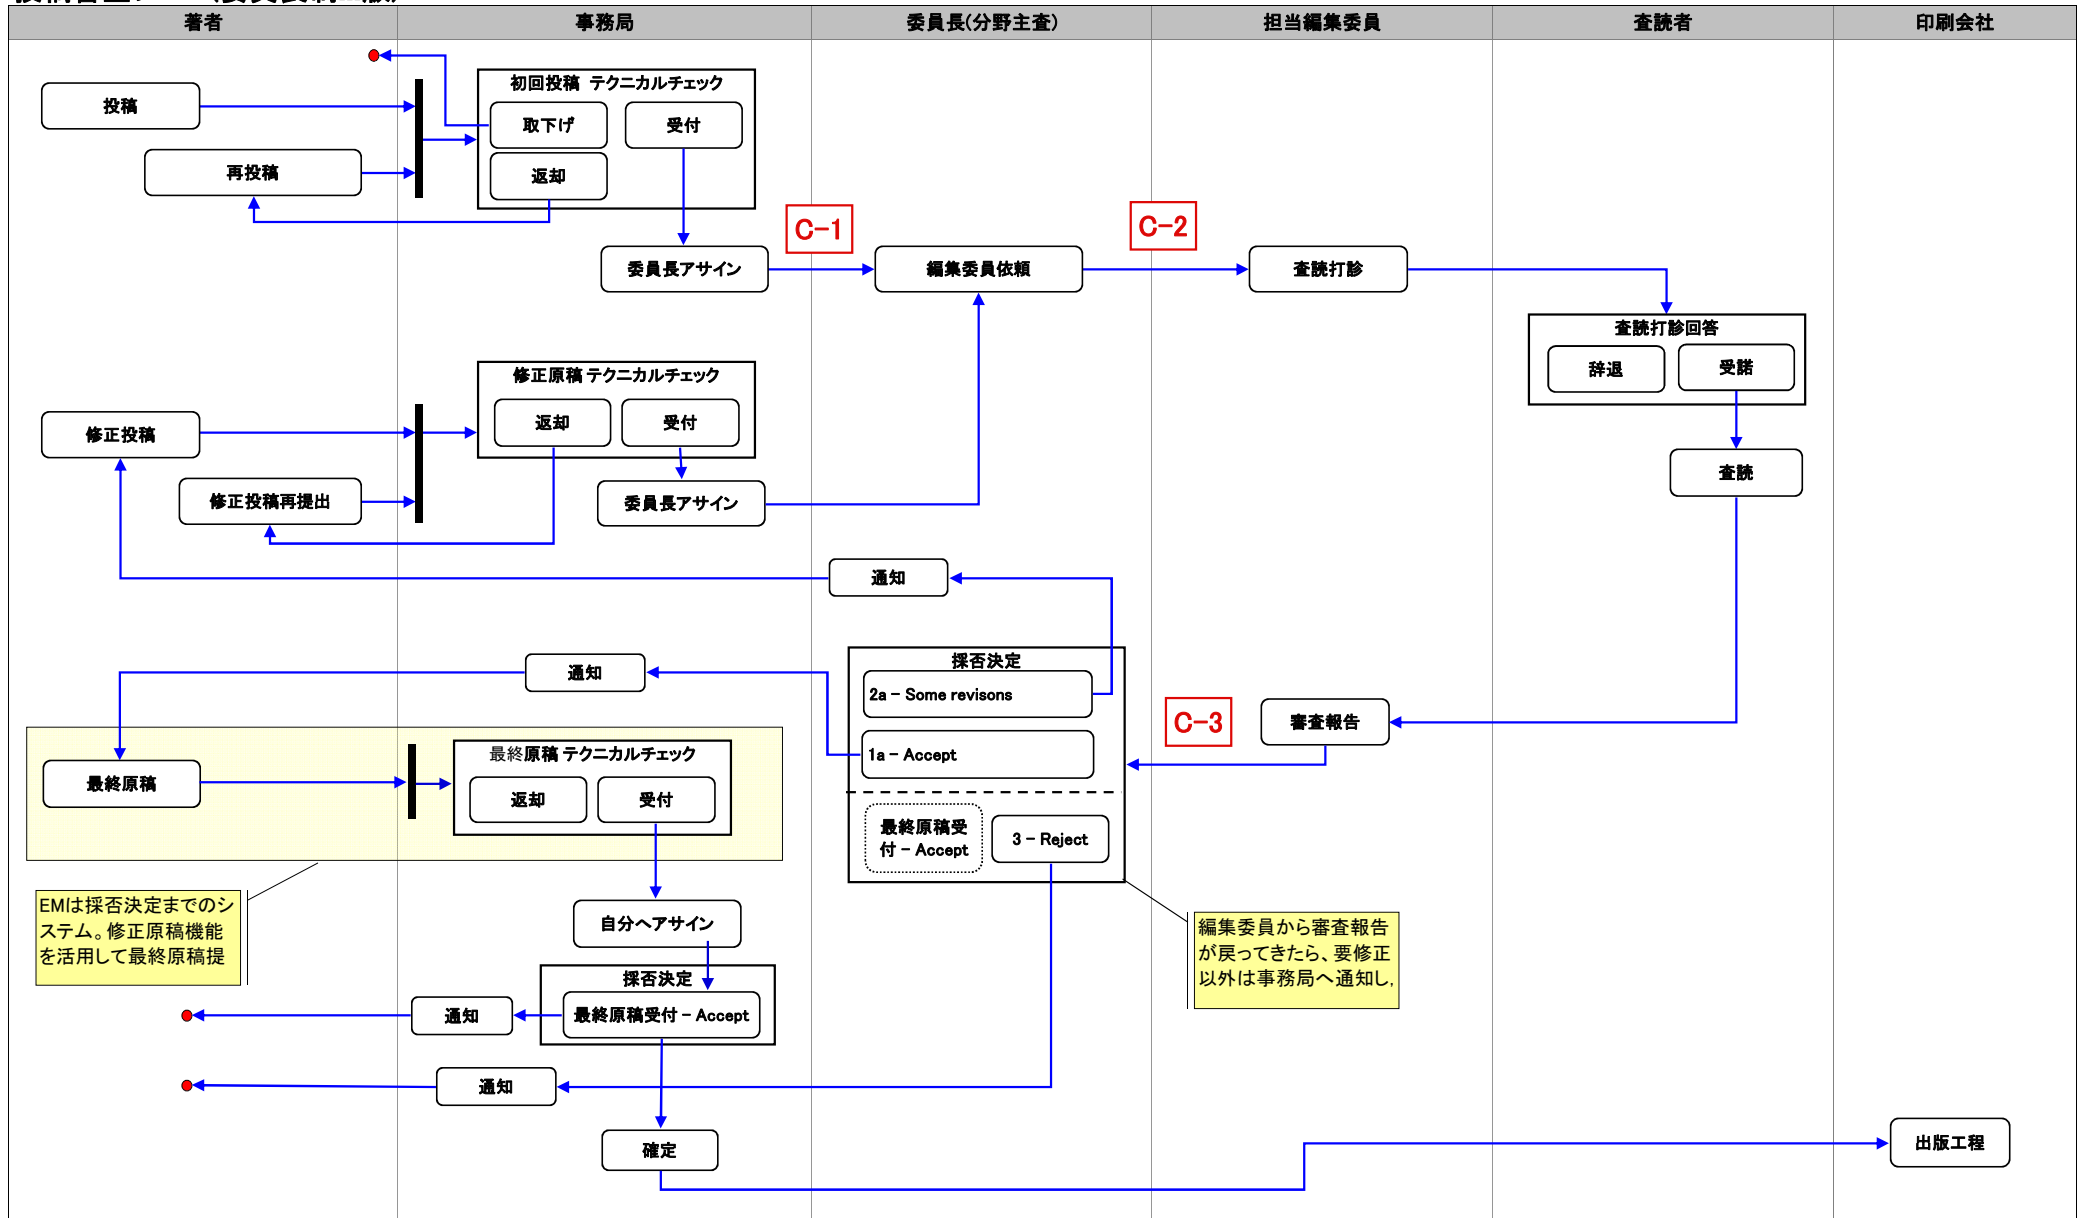 著者
事務局
委員長(分野主査)
担当編集委員
査読者
印刷会社
投稿
再投稿
初回投稿 テクニカルチェック
取下げ
受付
返却
委員長アサイン
C-1
編集委員依頼
C-2
査読打診
査読打診回答
辞退
受諾
査読
修正投稿
修正投稿再提出
修正原稿 テクニカルチェック
返却
受付
委員長アサイン
通知
通知
採否決定
2a - Some revisons
1a - Accept
最終原稿受
付 - Accept
3 - Reject
C-3
審査報告
最終原稿
最終原稿 テクニカルチェック
返却
受付
EMは採否決定までのシ
ステム。修正原稿機能
を活用して最終原稿提
自分へアサイン
編集委員から審査報告
が戻ってきたら、要修正
以外は事務局へ通知し,
採否決定
最終原稿受付 - Accept
通知
通知
確定
出版工程